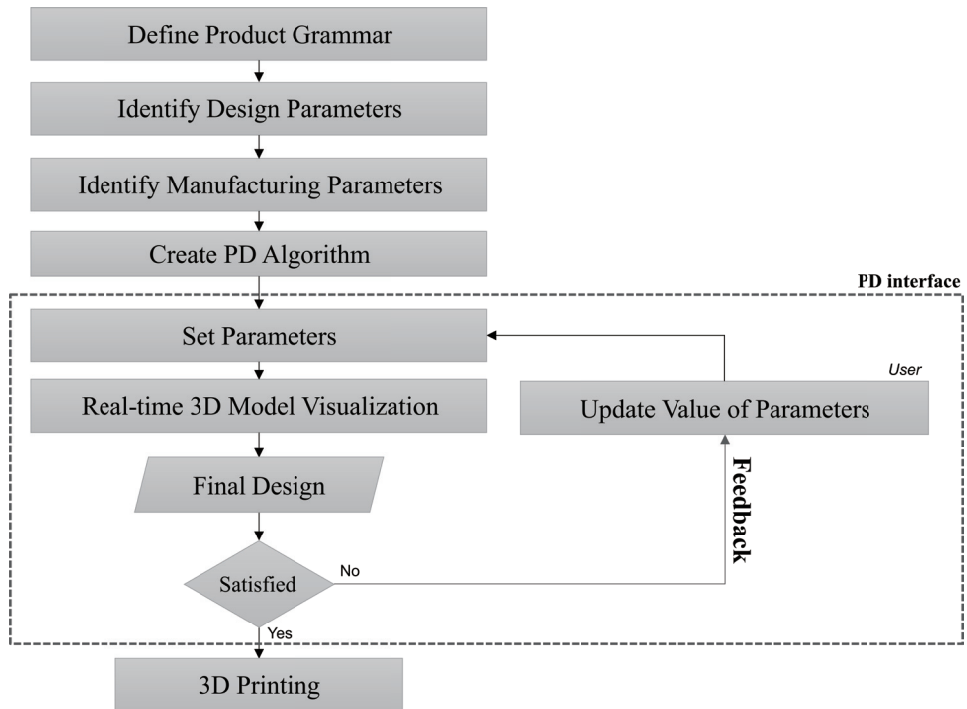 Define Product Grammar
Identify Design Parameters
Identify Manufacturing Parameters
Create PD Algorithm
PD interface
Set Parameters
User
Real-time 3D Model Visualization
Update Value of Parameters
Final Design
Feedback
Satisfied
No
Yes
3D Printing